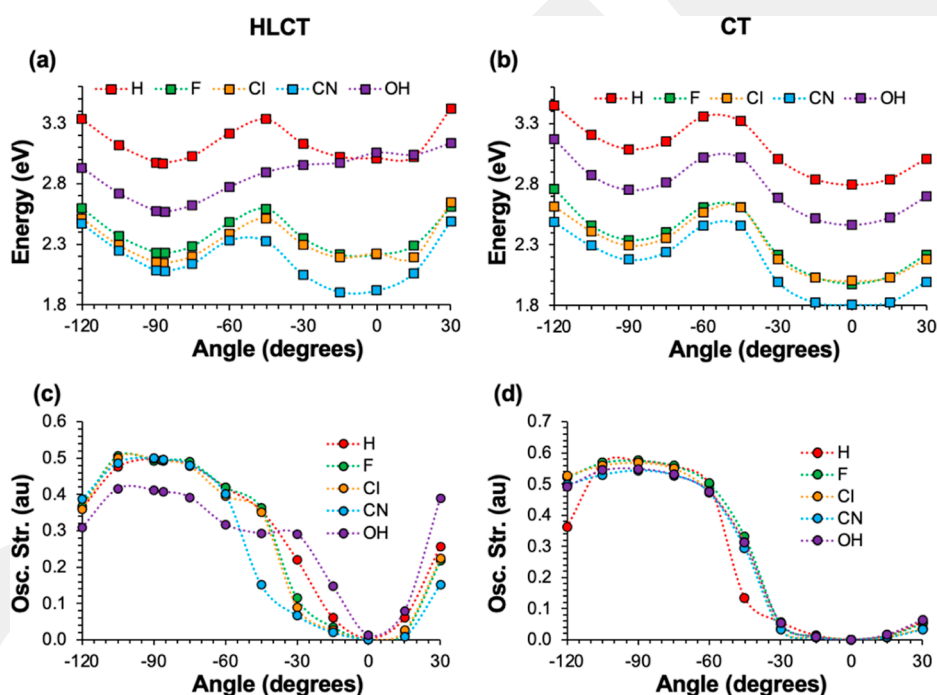 HLCT
CT
(a)
H F Cl CN OH
Energy (eV)
3.3
2.8
2.3
1.8
-120 -90 -60 -30 0 30
Angle (degrees)
(b)
H F Cl CN OH
Energy (eV)
3.3
2.8
2.3
1.8
-120 -90 -60 -30 0 30
Angle (degrees)
(c)
H
F
Cl
CN
OH
Osc. Str. (au)
0.6
0.5
0.4
0.3
0.2
0.1
0.0
-120 -90 -60 -30 0 30
Angle (degrees)
(d)
H
F
Cl
CN
OH
Osc. Str. (au)
0.7
0.6
0.5
0.4
0.3
0.2
0.1
0.0
-120 -90 -60 -30 0 30
Angle (degrees)